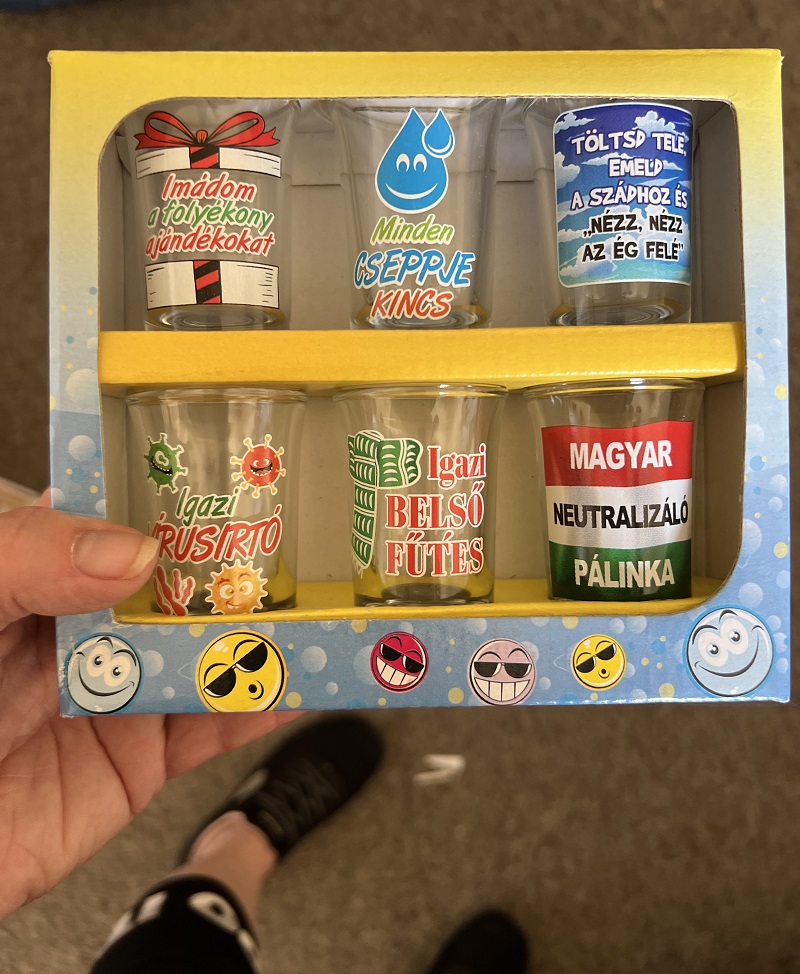 Imádom
a folyékony
ajándékokat
Minden
CSEPPJE
KINCS
TÖLTSD TELE,
EMELD
A SZÁDHOZ ÉS
„NÉZZ, NÉZZ
AZ ÉG FELÉ”
Igazi
VÍRUSIRTÓ
Igazi
BELSŐ
FŰTÉS
MAGYAR
NEUTRALIZÁLÓ
PÁLINKA